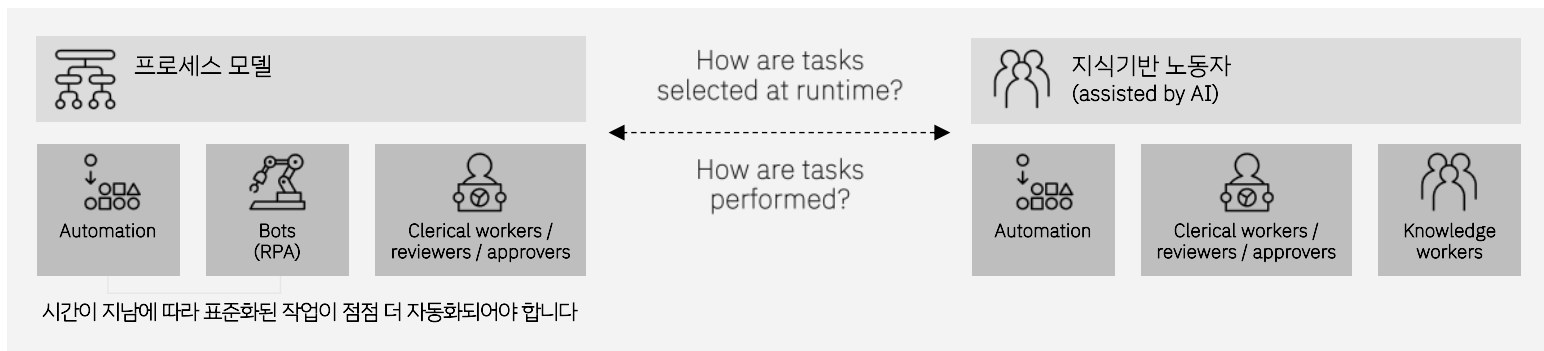 프로세스 모델
How are tasks
selected at runtime?
지식기반 노동자
(assisted by AI)
How are tasks
performed?
Automation
Bots
(RPA)
Clerical workers /
reviewers / approvers
Automation
Clerical workers /
reviewers / approvers
Knowledge
workers
시간이 지남에 따라 표준화된 작업이 점점 더 자동화되어야 합니다